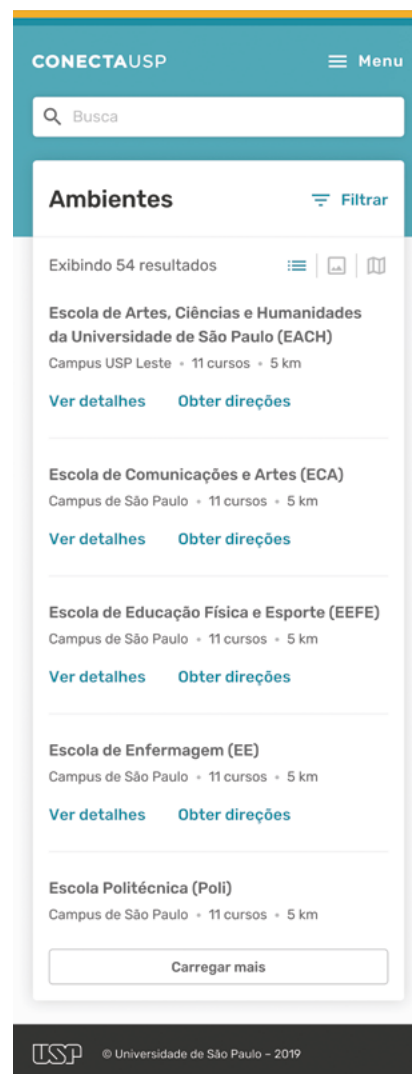 CONECTAUSP
Menu
Busca
Ambientes
Filtrar
Exibindo 54 resultados
Escola de Artes, Ciências e Humanidades
da Universidade de São Paulo (EACH)
Campus USP Leste • 11 cursos • 5 km
Ver detalhes Obter direções
Escola de Comunicações e Artes (ECA)
Campus de São Paulo • 11 cursos • 5 km
Ver detalhes Obter direções
Escola de Educação Física e Esporte (EEFE)
Campus de São Paulo • 11 cursos • 5 km
Ver detalhes Obter direções
Escola de Enfermagem (EE)
Campus de São Paulo • 11 cursos • 5 km
Ver detalhes Obter direções
Escola Politécnica (Poli)
Campus de São Paulo • 11 cursos • 5 km
Carregar mais
USP © Universidade de São Paulo – 2019